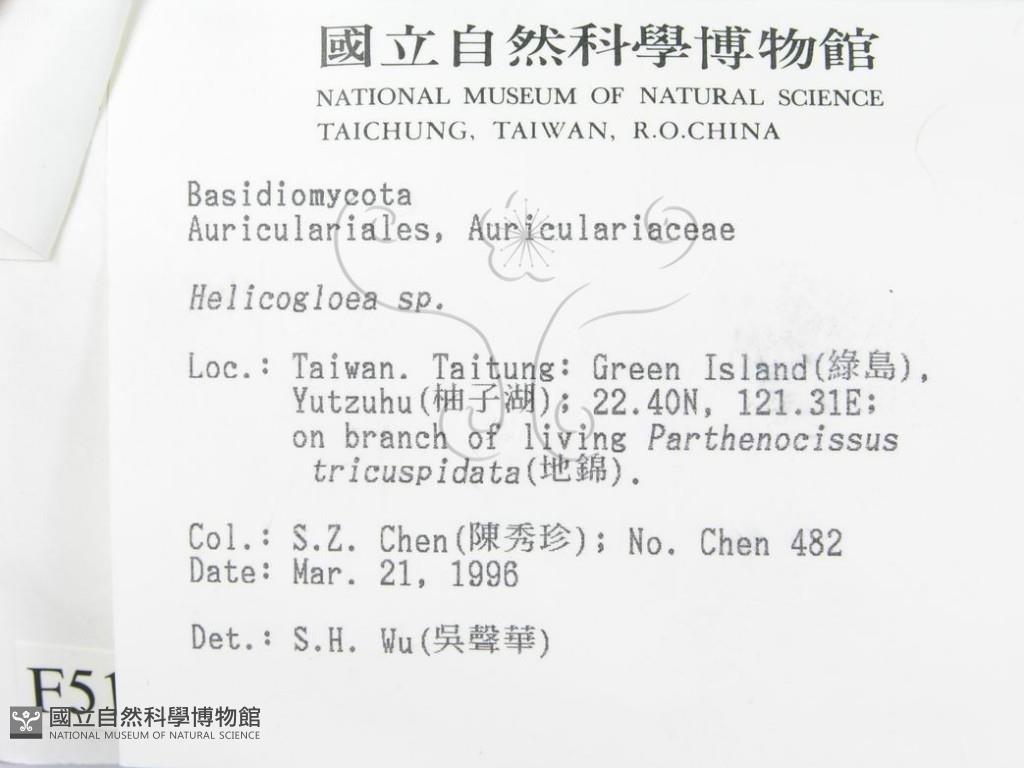 國立自然科學博物館
NATIONAL MUSEUM OF NATURAL SCIENCE
TAICHUNG, TAIWAN, R.O.CHINA
Basidiomycota
Auriculariales, Auriculariaceae
Helicogloea sp.
Loc.: Taiwan. Taitung: Green Island(綠島),
Yutzuhu(柚子湖); 22.40N, 121.31E;
on branch of living Parthenocissus
tricuspidata(地錦).
Col.: S.Z. Chen(陳秀珍); No. Chen 482
Date: Mar. 21, 1996
Det.: S.H. Wu(吳聲華)
F51
國立自然科學博物館
NATIONAL MUSEUM OF NATURAL SCIENCE